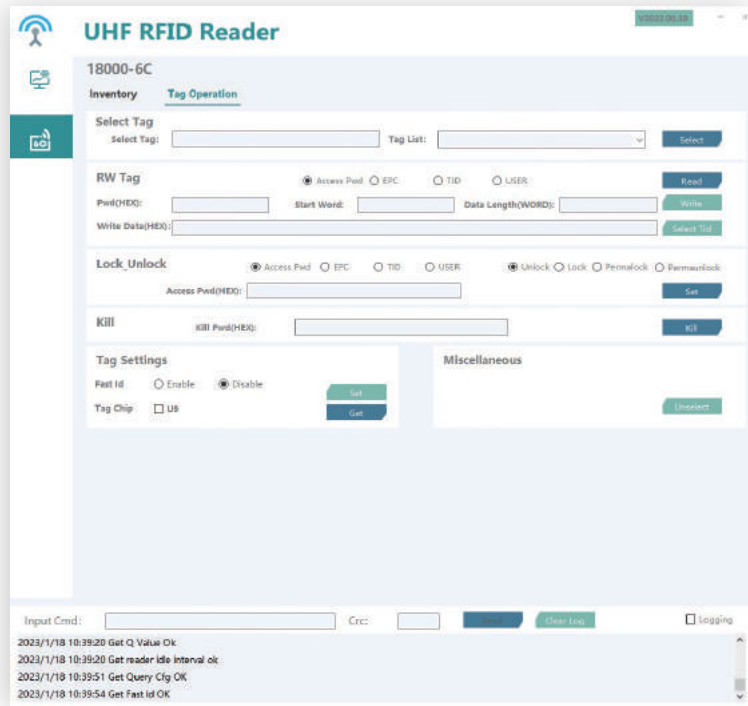 V2022.08.30
UHF RFID Reader
18000-6C
Inventory Tag Operation
Select Tag
Select Tag: Tag List: Select
RW Tag Access Pwd EPC TID USER Read
Pwd(HEX): Start Word: Data Length(WORD): Write
Write Data(HEX): Select Tid
Lock_Unlock Access Pwd EPC TID USER Unlock Lock Permalock Permaunlock
Access Pwd(HEX): Set
Kill Kill Pwd(HEX): Kill
Tag Settings Miscellaneous
Fast Id Enable Disable Set
Tag Chip U8 Get Unselect
Input Cmd: Crc: Clear Log Logging
2023/1/18 10:39:20 Get Q Value Ok
2023/1/18 10:39:20 Get reader idle interval ok
2023/1/18 10:39:51 Get Query Cfg OK
2023/1/18 10:39:54 Get Fast id OK